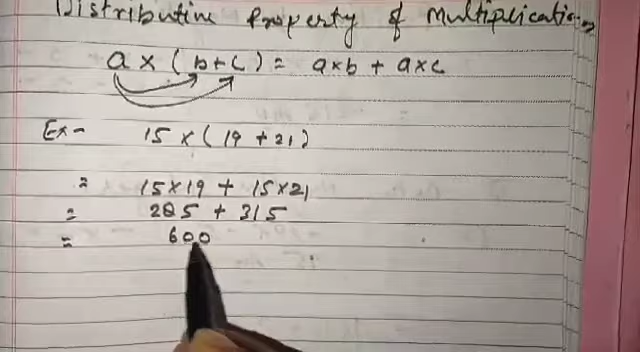 Distributive Property of Multiplication
a × (b+c) = a×b + a×c
Ex- 15 × (19 + 21)
= 15×19 + 15×21
= 285 + 315
= 600